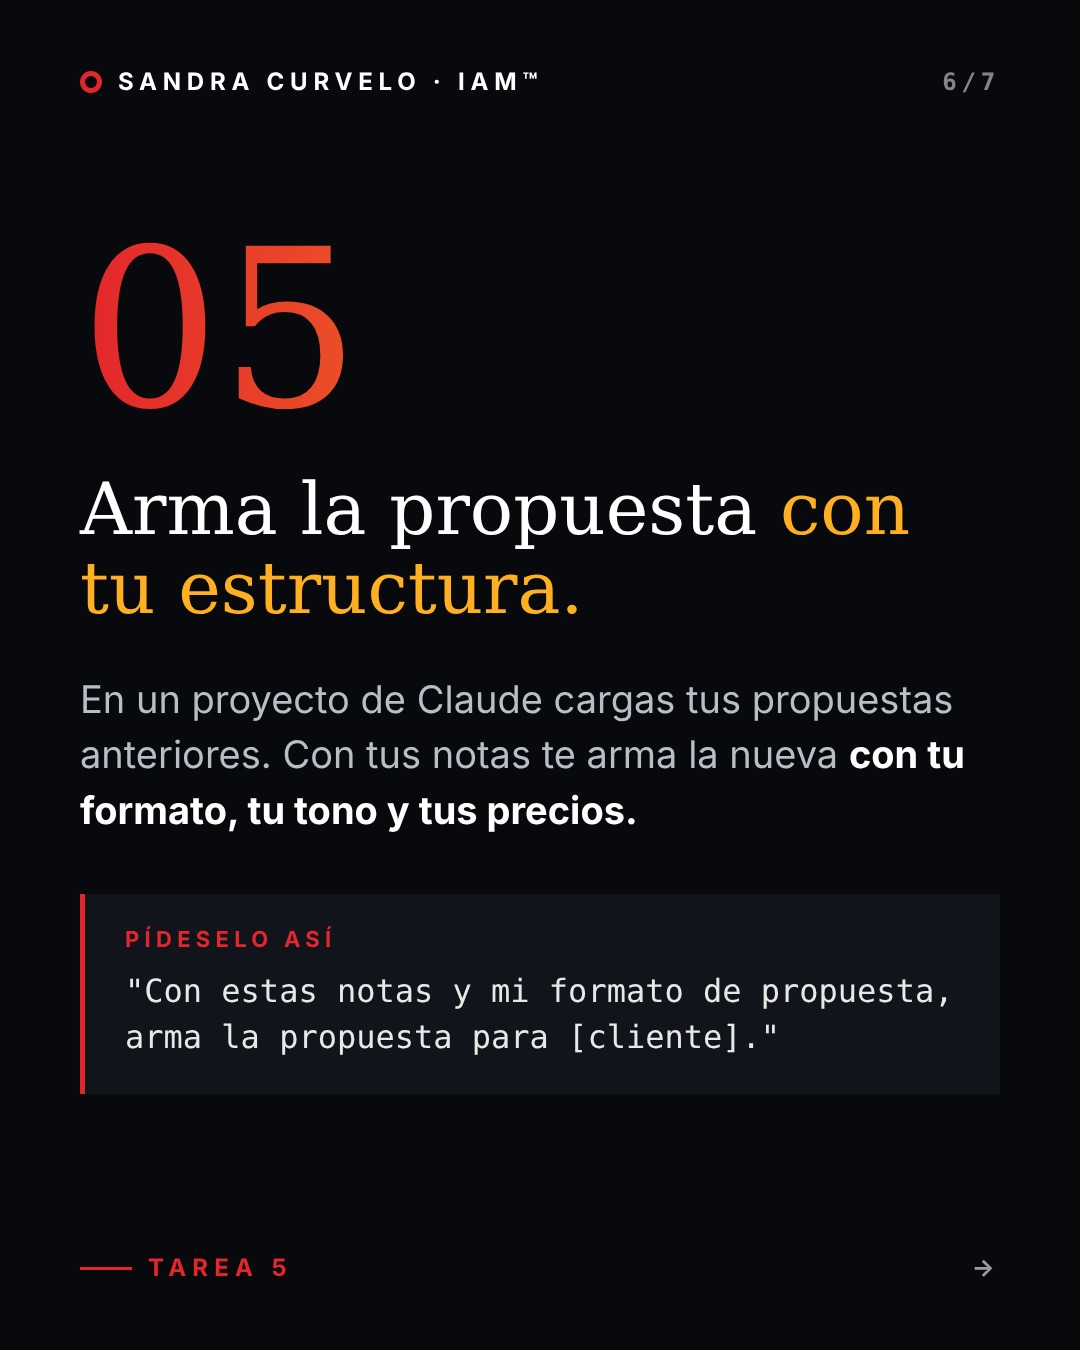 SANDRA CURVELO · IAM™
6/7
05
Arma la propuesta con
tu estructura.
En un proyecto de Claude cargas tus propuestas
anteriores. Con tus notas te arma la nueva con tu
formato, tu tono y tus precios.
PÍDESELO ASÍ
"Con estas notas y mi formato de propuesta,
arma la propuesta para [cliente]."
TAREA 5
→